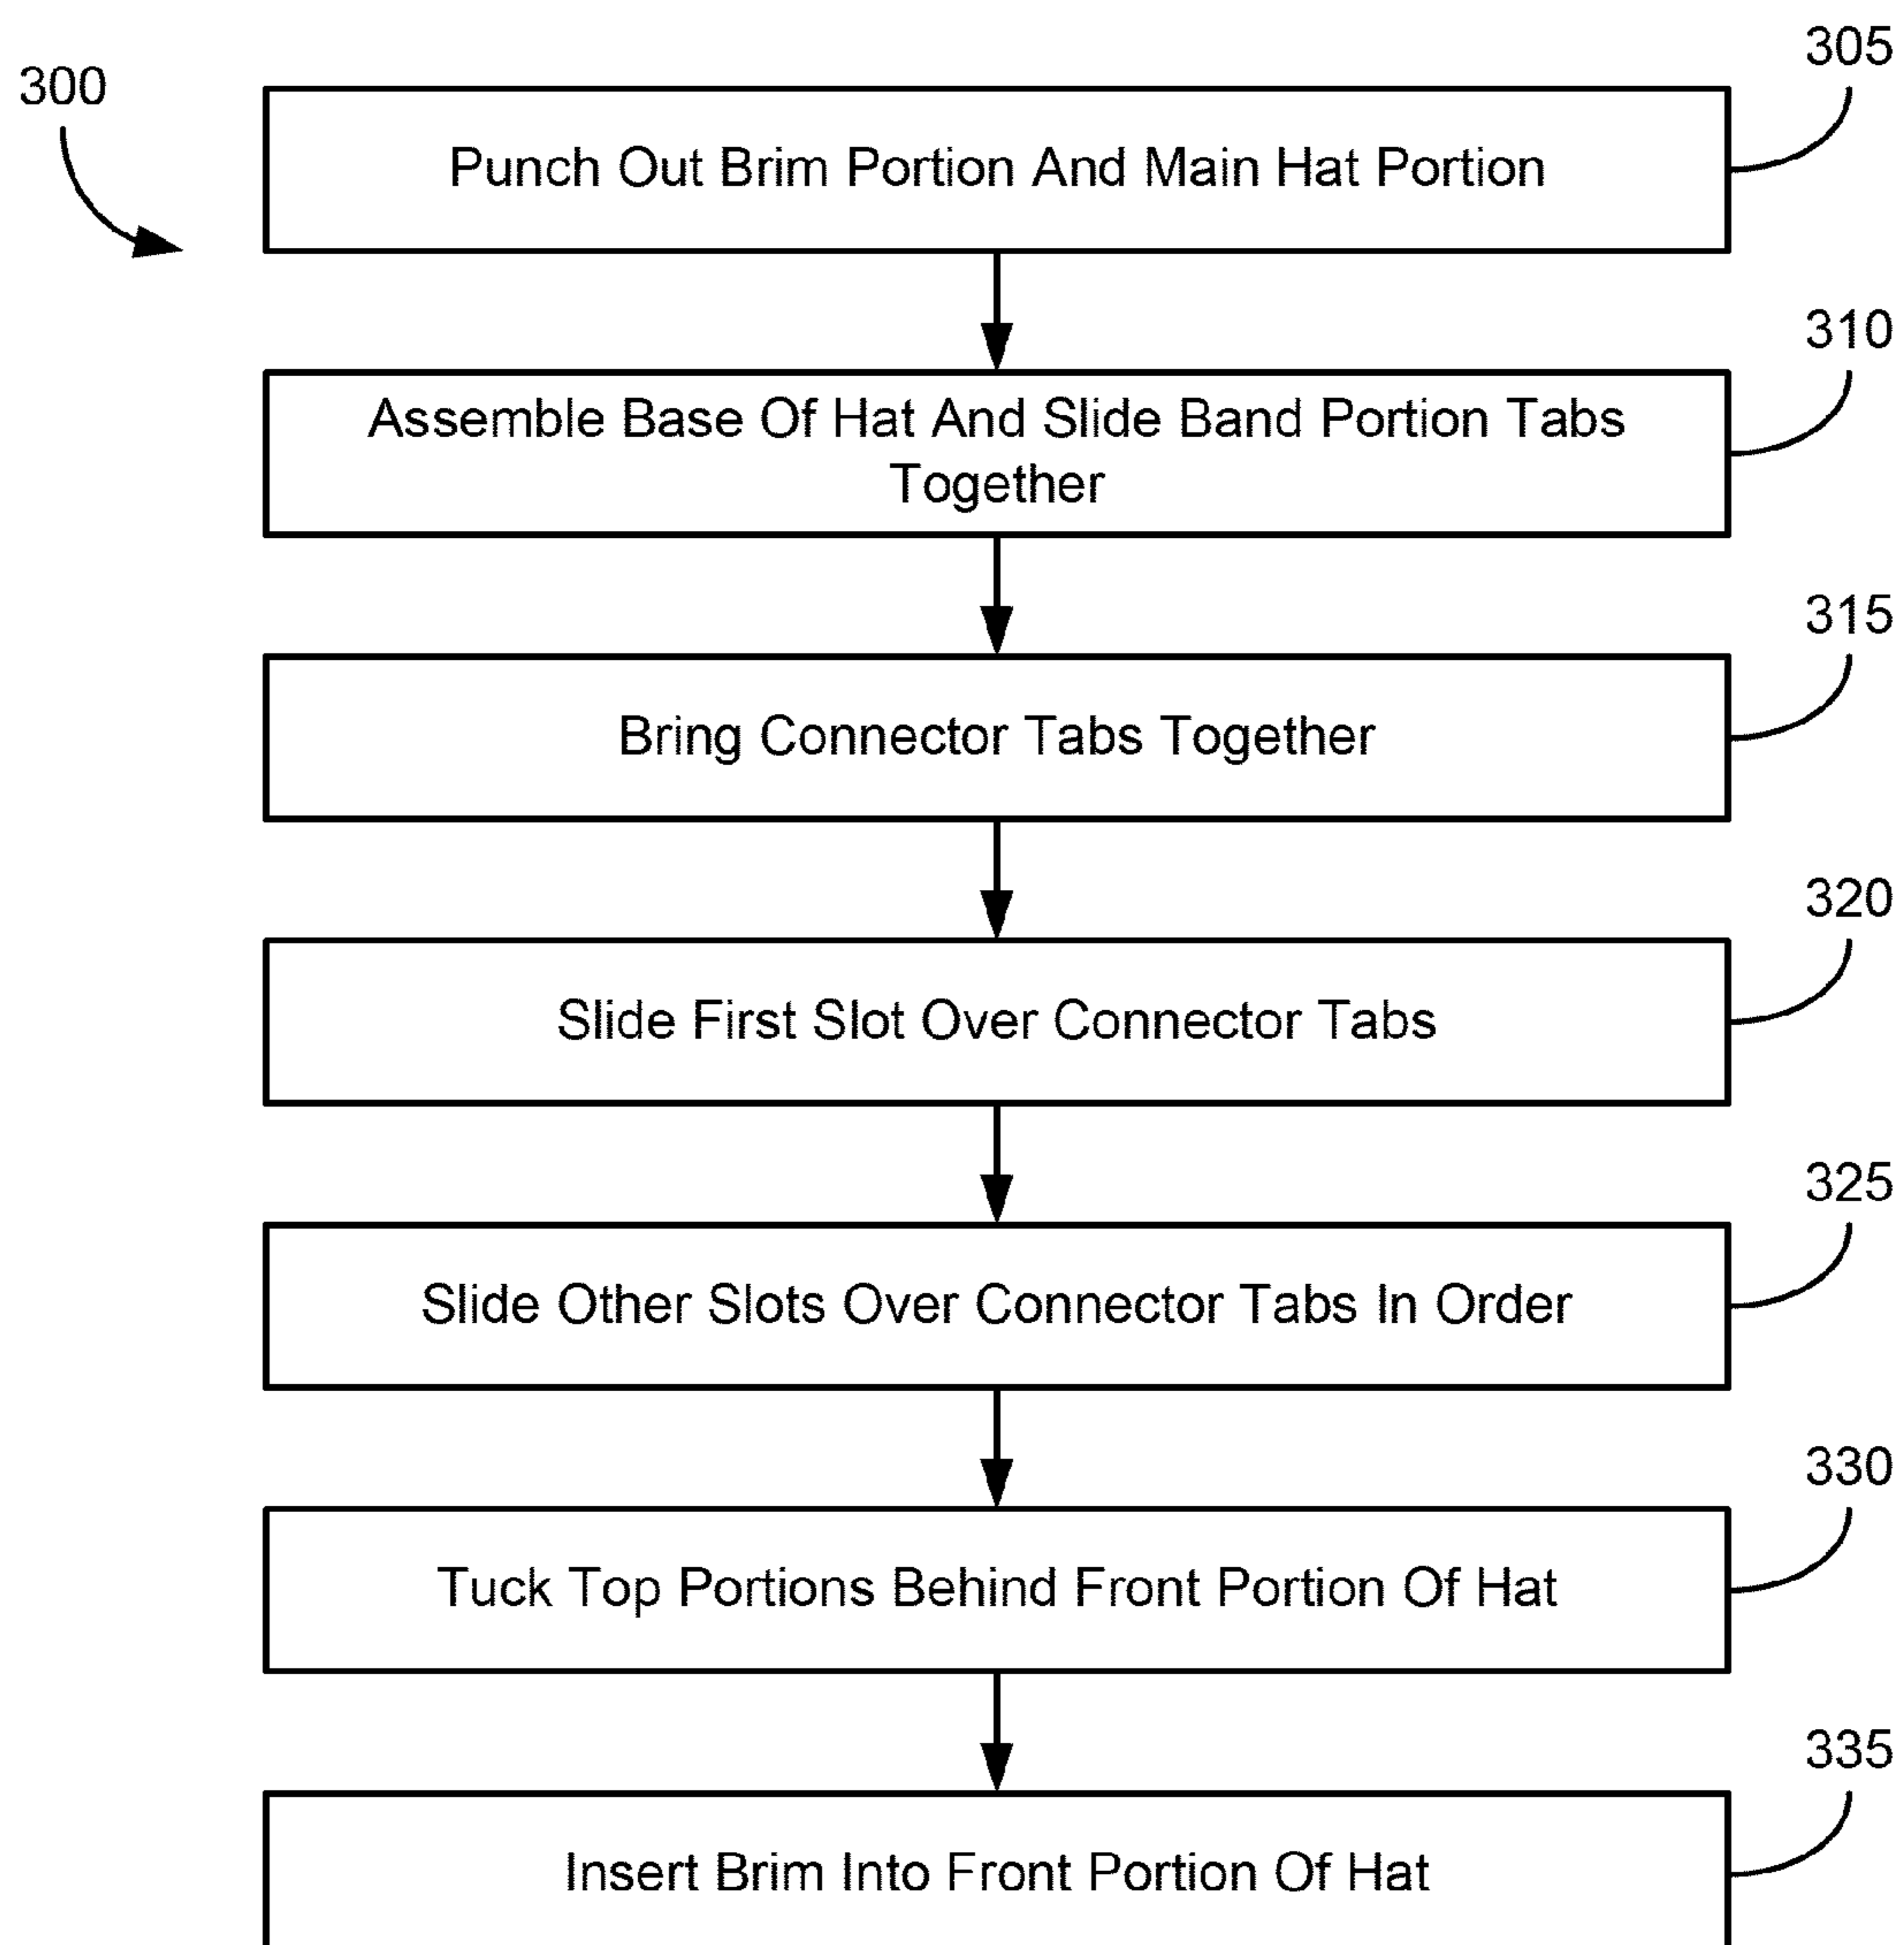 300
305
Punch Out Brim Portion And Main Hat Portion
310
Assemble Base Of Hat And Slide Band Portion Tabs
Together
315
Bring Connector Tabs Together
320
Slide First Slot Over Connector Tabs
325
Slide Other Slots Over Connector Tabs In Order
330
Tuck Top Portions Behind Front Portion Of Hat
335
Insert Brim Into Front Portion Of Hat